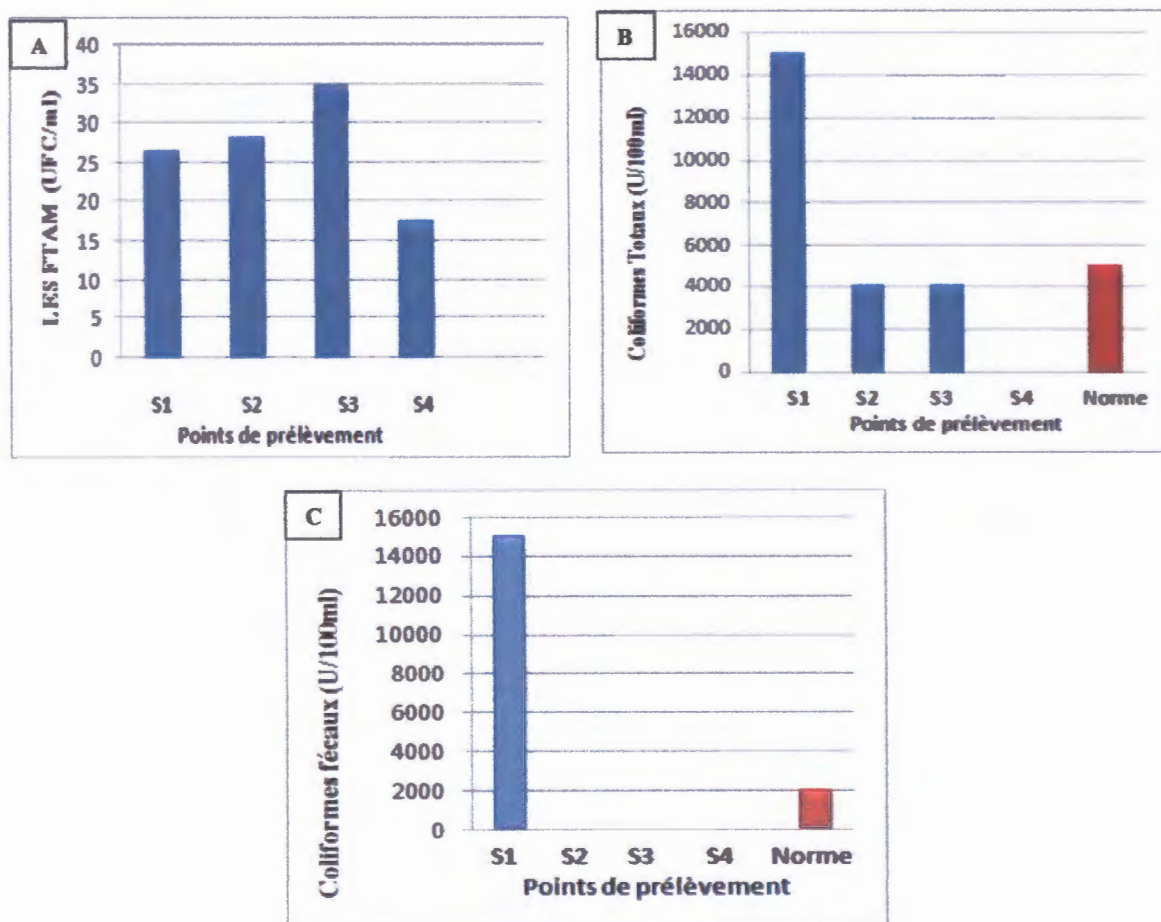 A
LES FTAM (UFC/ml)
40
35
30
25
20
15
10
5
0
S1 S2 S3 S4
Points de prélèvement
B
Coliformes Totaux (U/100ml)
16000
14000
12000
10000
8000
6000
4000
2000
0
S1 S2 S3 S4 Norme
Points de prélèvement
C
Coliformes fécaux (U/100ml)
16000
14000
12000
10000
8000
6000
4000
2000
0
S1 S2 S3 S4 Norme
Points de prélèvement